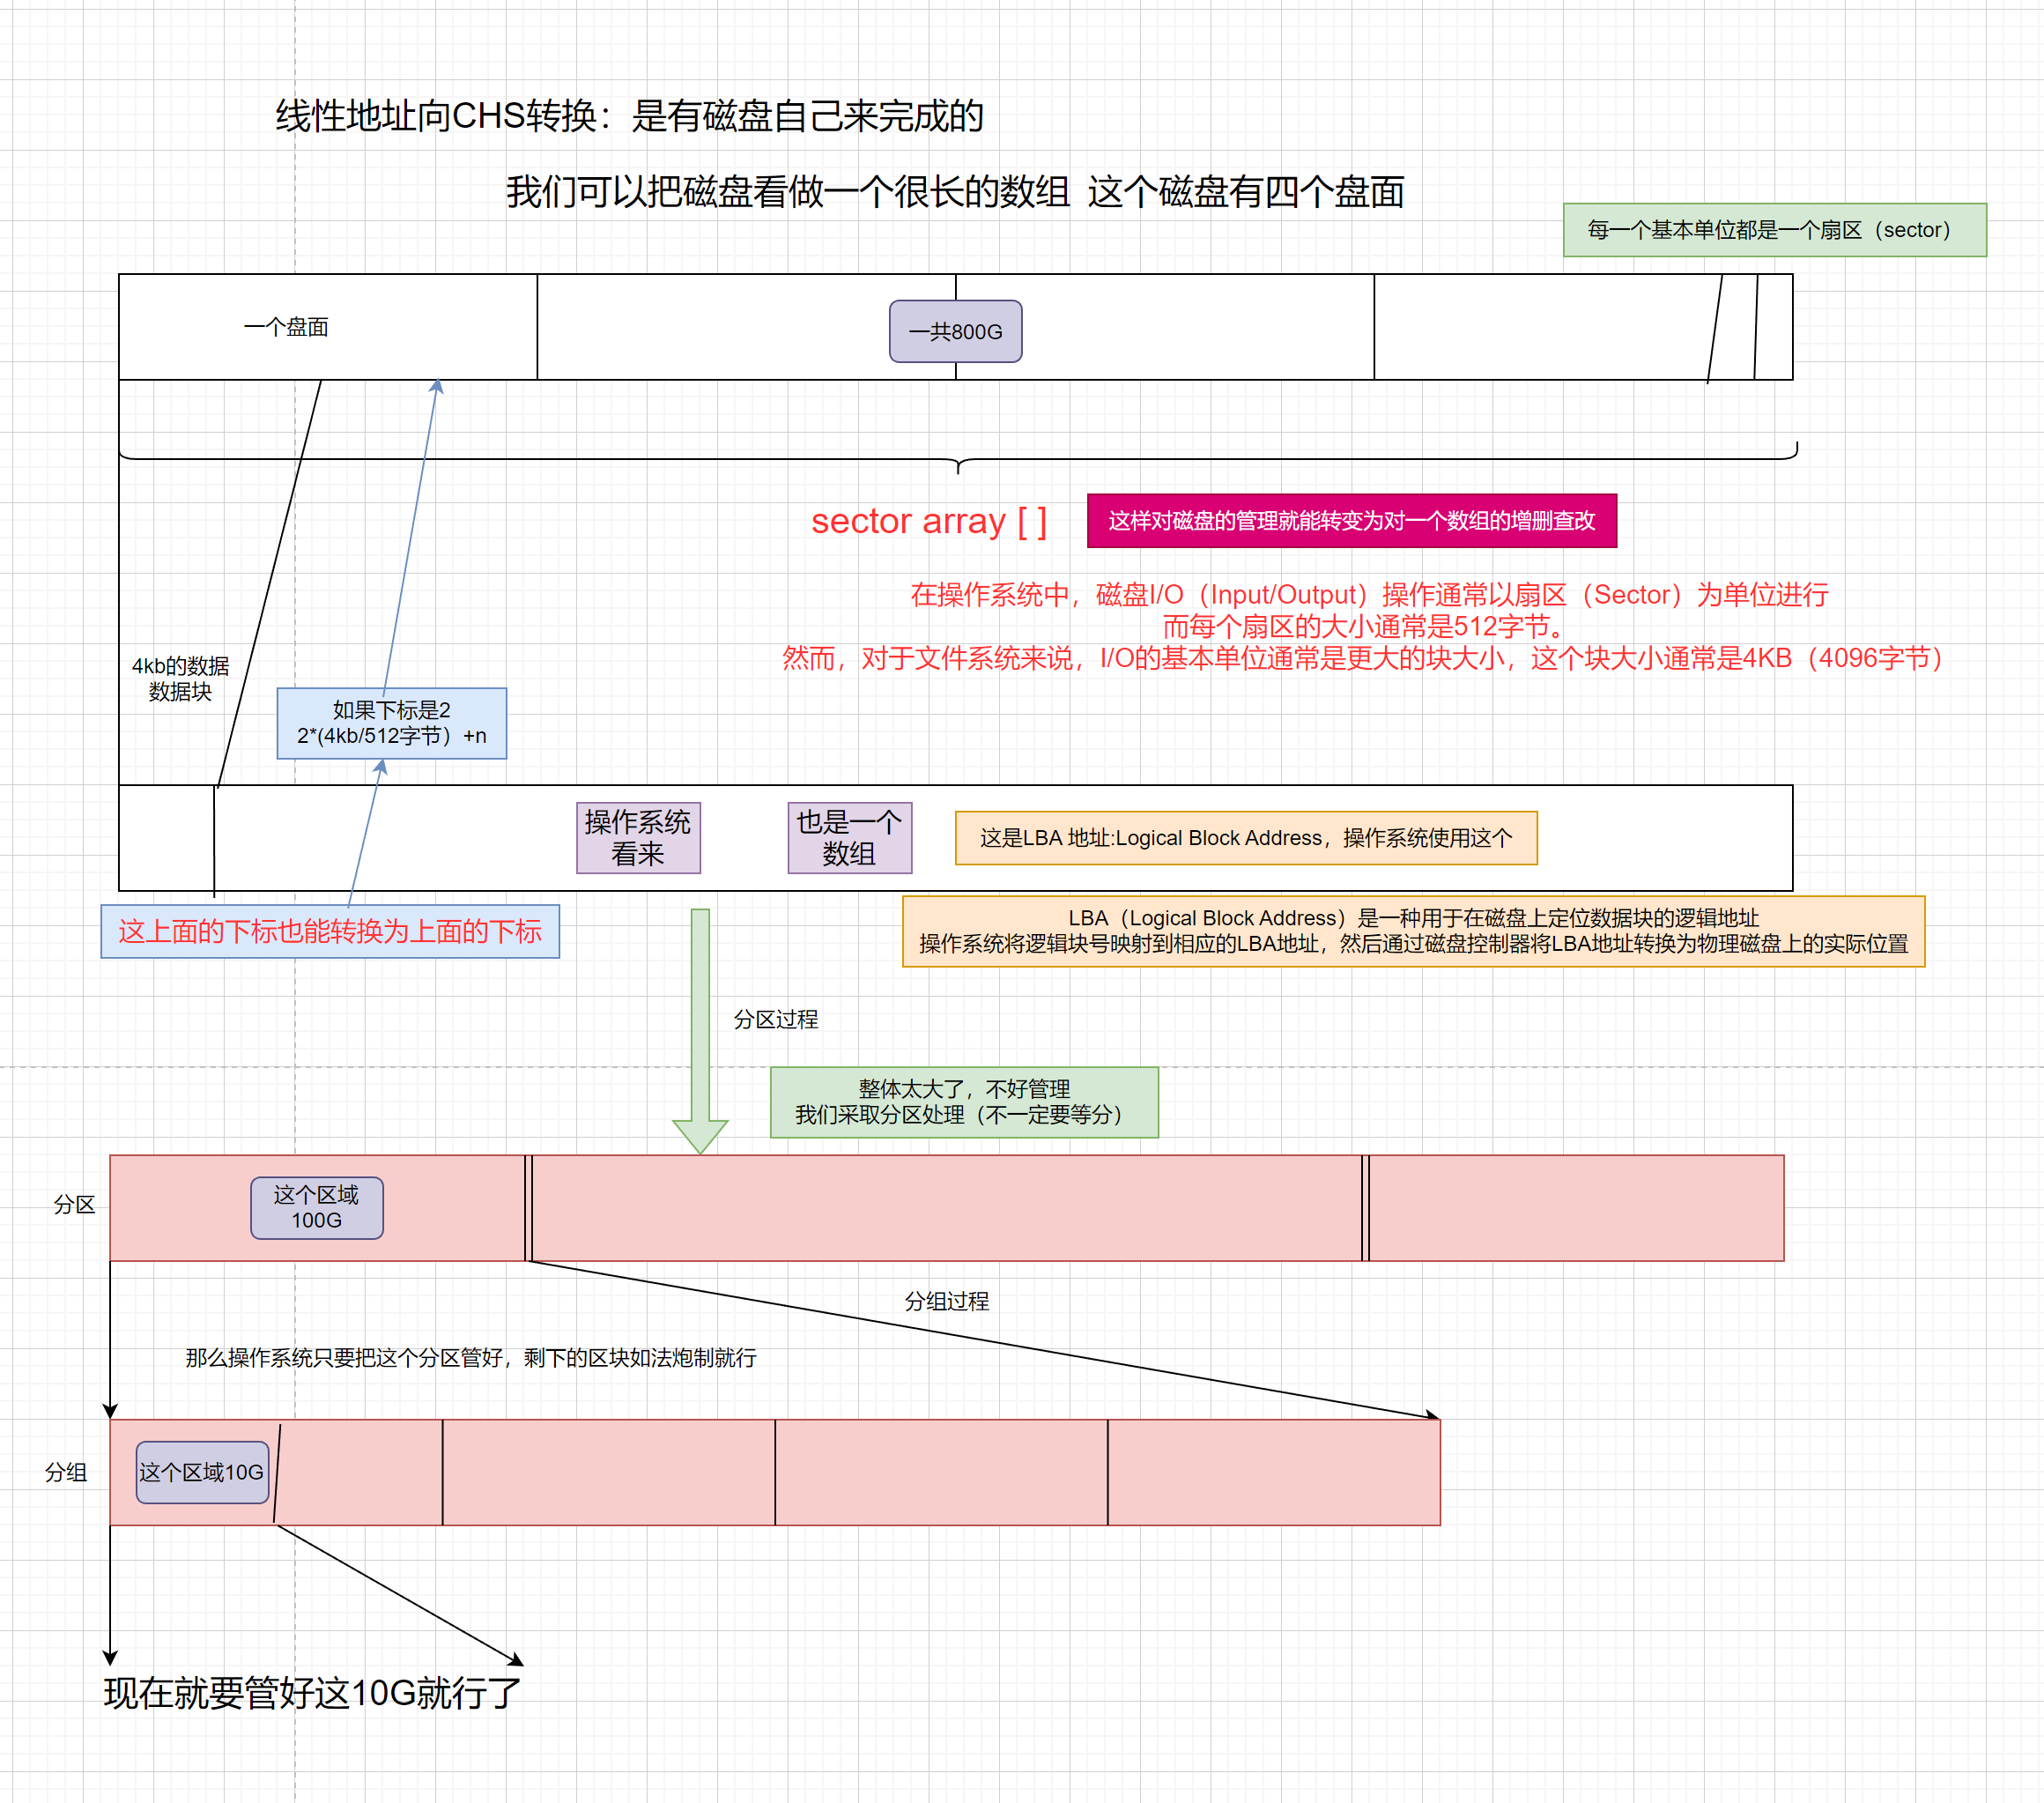 线性地址向CHS转换：是有磁盘自己来完成的
我们可以把磁盘看做一个很长的数组 这个磁盘有四个盘面
每一个基本单位都是一个扇区（sector）
一个盘面
一共800G
sector array [ ]
这样对磁盘的管理就能转变为对一个数组的增删查改
在操作系统中，磁盘I/O（Input/Output）操作通常以扇区（Sector）为单位进行
而每个扇区的大小通常是512字节。
然而，对于文件系统来说，I/O的基本单位通常是更大的块大小，这个块大小通常是4KB（4096字节）
4kb的数据
数据块
如果下标是2
2*(4kb/512字节）+n
操作系统
看来
也是一个
数组
这是LBA 地址:Logical Block Address，操作系统使用这个
这上面的下标也能转换为上面的下标
LBA（Logical Block Address）是一种用于在磁盘上定位数据块的逻辑地址
操作系统将逻辑块号映射到相应的LBA地址，然后通过磁盘控制器将LBA地址转换为物理磁盘上的实际位置
分区过程
整体太大了，不好管理
我们采取分区处理（不一定要等分）
分区
这个区域
100G
分组过程
那么操作系统只要把这个分区管好，剩下的区块如法炮制就行
分组
这个区域10G
现在就要管好这10G就行了